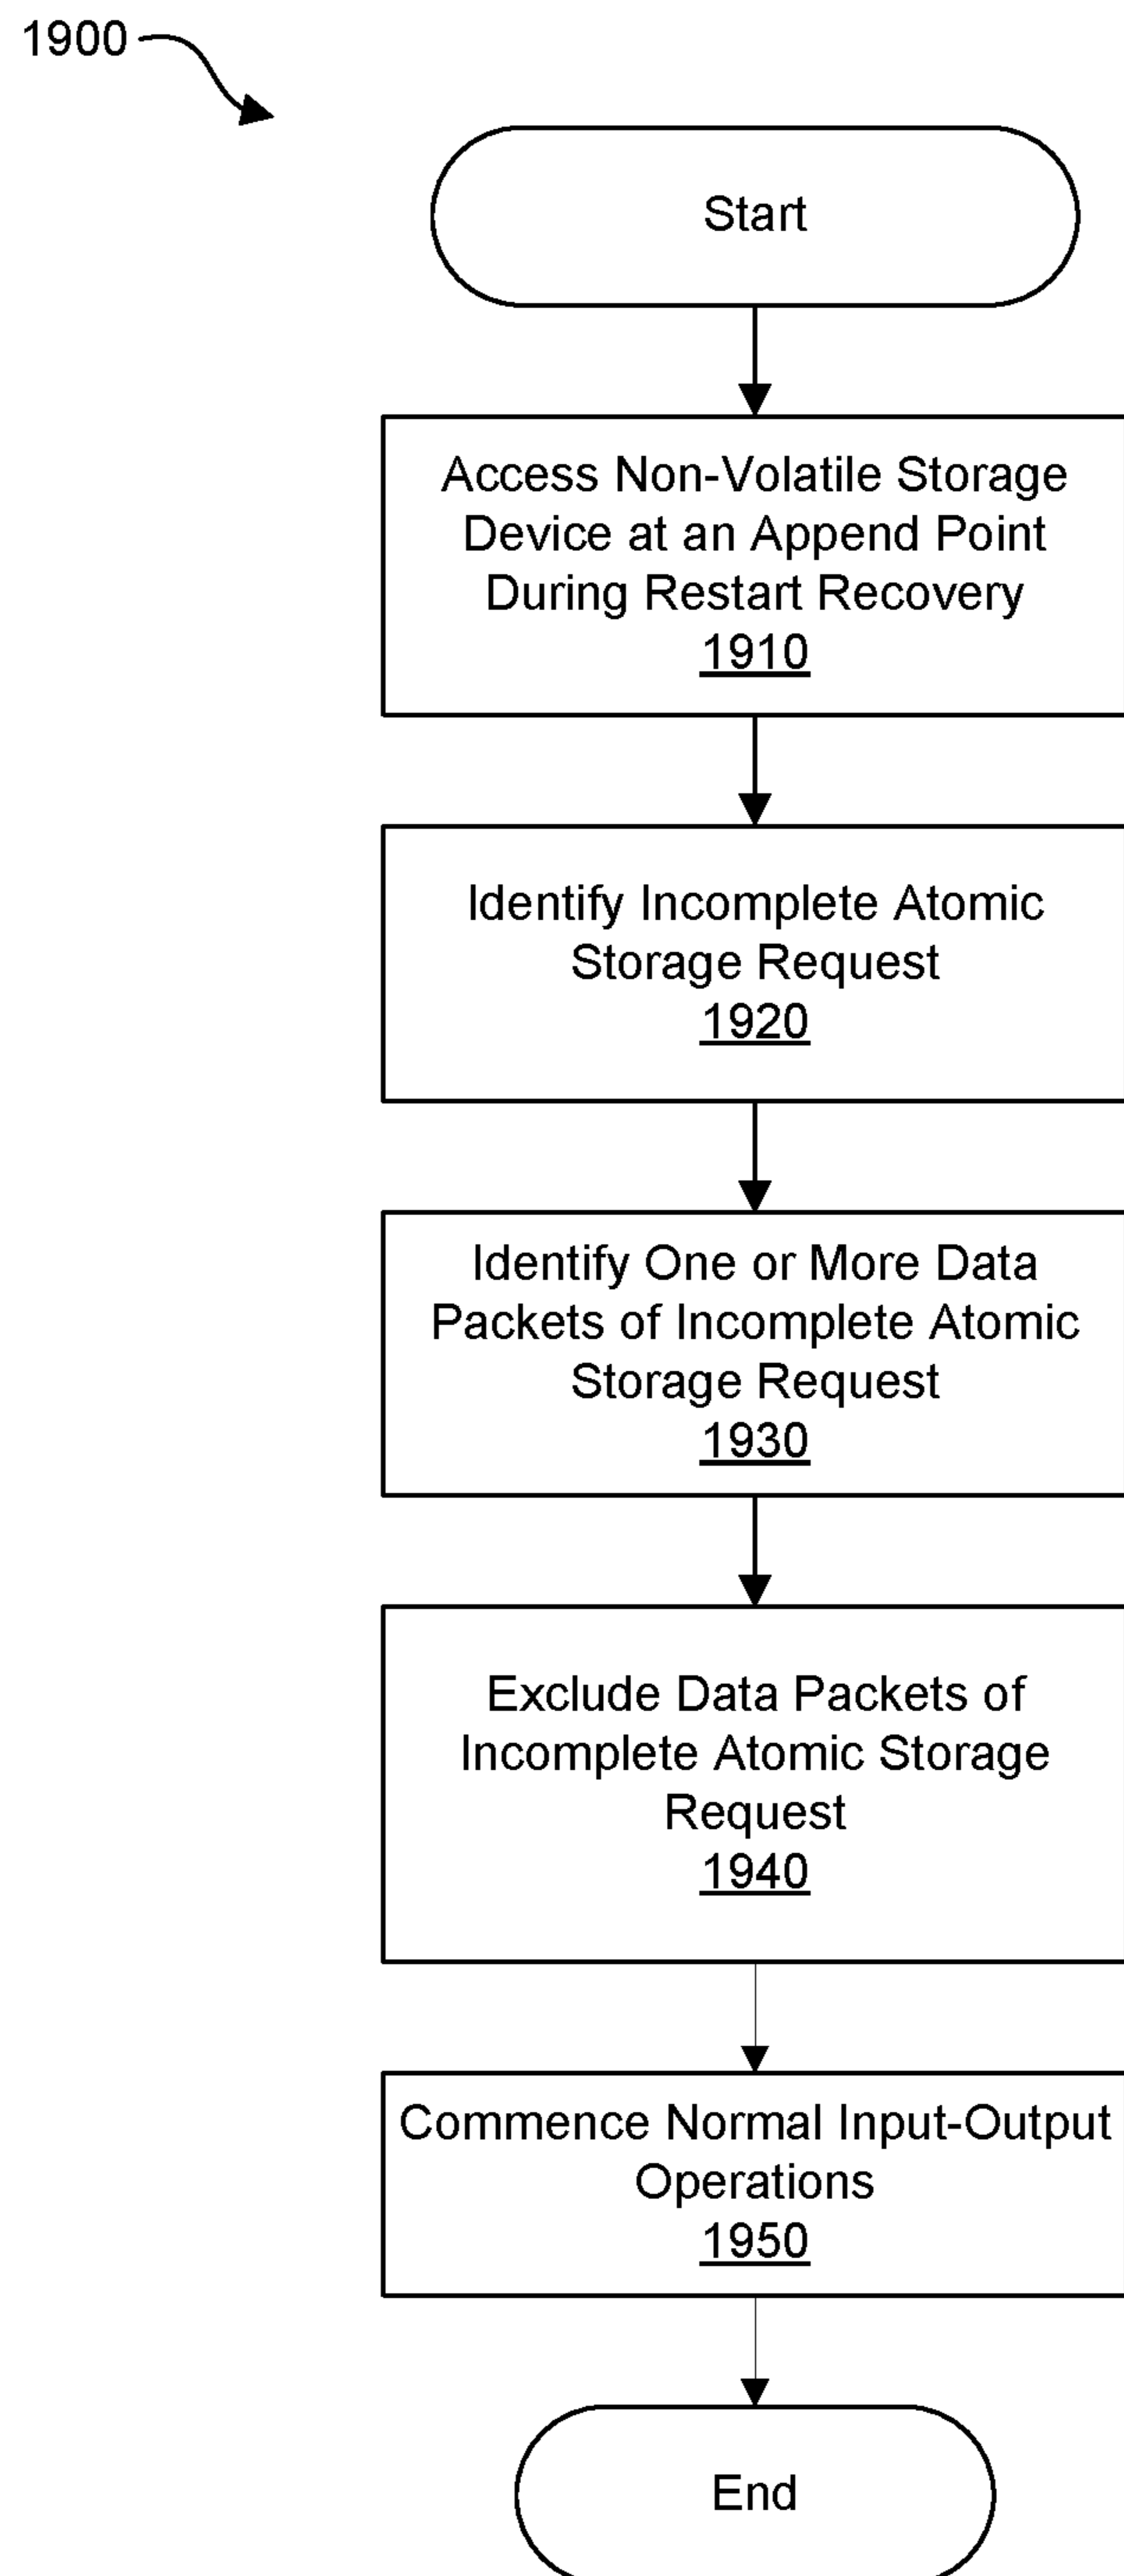 1900
Start
Access Non-Volatile Storage
Device at an Append Point
During Restart Recovery
1910
Identify Incomplete Atomic
Storage Request
1920
Identify One or More Data
Packets of Incomplete Atomic
Storage Request
1930
Exclude Data Packets of
Incomplete Atomic Storage
Request
1940
Commence Normal Input-Output
Operations
1950
End